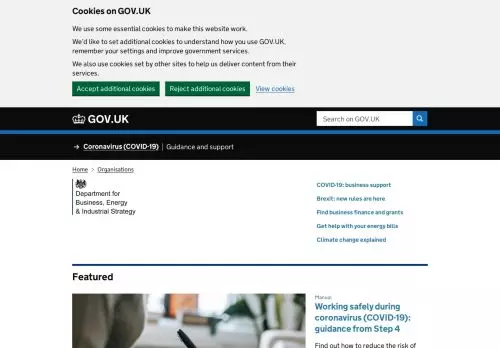 Cookies on GOV.UK
We use some essential cookies to make this website work.
We'd like to set additional cookies to understand how you use GOV.UK,
remember your settings and improve government services.
We also use cookies set by other sites to help us deliver content from their
services.
Accept additional cookies
Reject additional cookies
View cookies
GOV.UK
Search on GOV.UK
→ Coronavirus (COVID-19) | Guidance and support
Home > Organisations
Department for
Business, Energy
& Industrial Strategy
COVID-19: business support
Brexit: new rules are here
Find business finance and grants
Get help with your energy bills
Climate change explained
Featured
Manual
Working safely during
coronavirus (COVID-19):
guidance from Step 4
Find out how to reduce the risk of